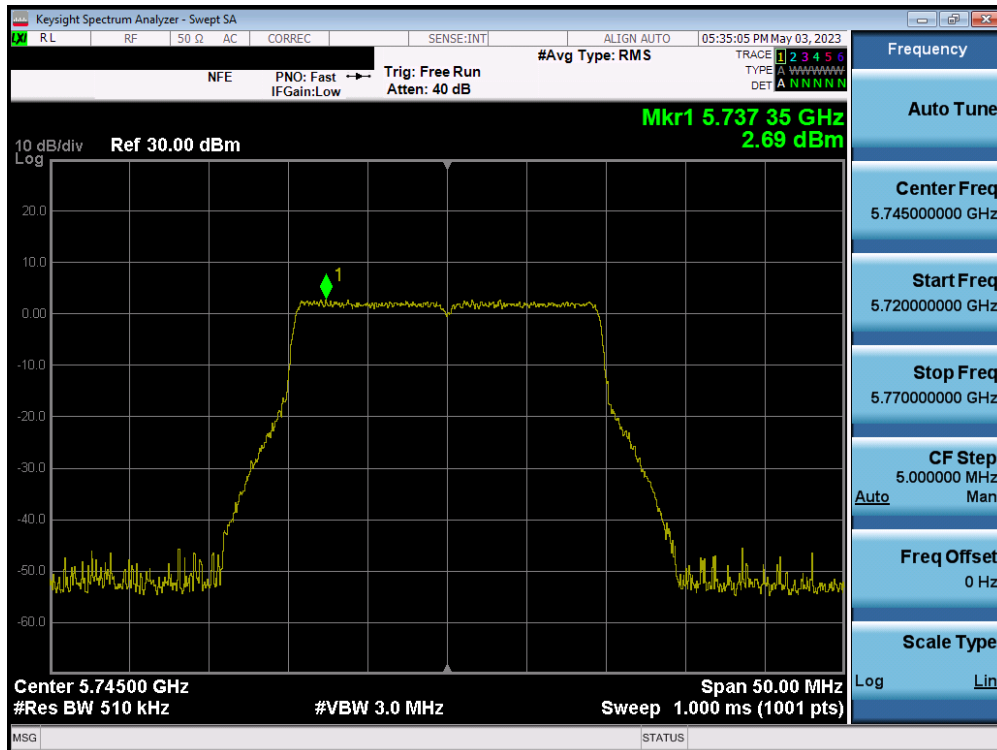 Keysight Spectrum Analyzer - Swept SA
LXI RL RF 50 Ω AC CORREC SENSE:INT ALIGN AUTO 05:35:05 PM May 03, 2023
#Avg Type: RMS TRACE 1 2 3 4 5 6
NFE PNO: Fast Trig: Free Run TYPE A WWWWW
IFGain:Low Atten: 40 dB DET A N N N N N
Mkr1 5.737 35 GHz
2.69 dBm
10 dB/div Ref 30.00 dBm
Log
1
20.0
10.0
0.00
-10.0
-20.0
-30.0
-40.0
-50.0
-60.0
Center 5.74500 GHz Span 50.00 MHz
#Res BW 510 kHz #VBW 3.0 MHz Sweep 1.000 ms (1001 pts)
MSG STATUS
Frequency
Auto Tune
Center Freq
5.745000000 GHz
Start Freq
5.720000000 GHz
Stop Freq
5.770000000 GHz
CF Step
5.000000 MHz
Auto Man
Freq Offset
0 Hz
Scale Type
Log Lin